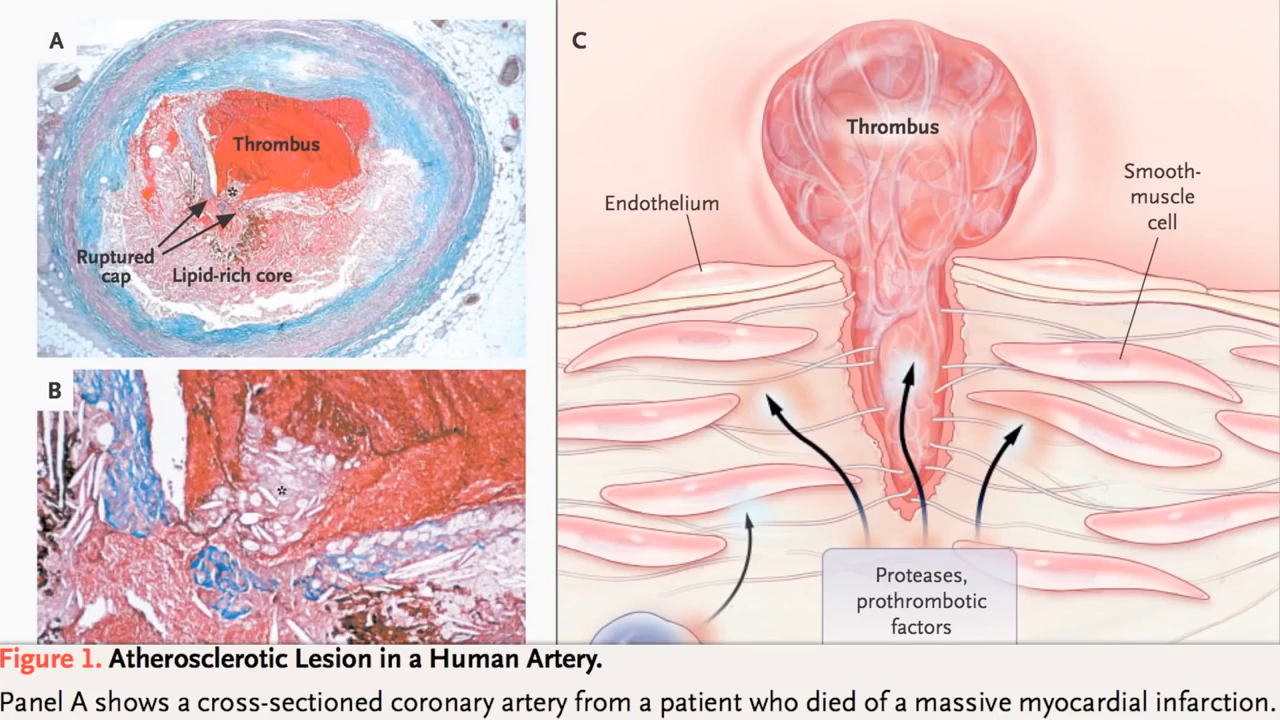 A
Thrombus
*
Ruptured
cap
Lipid-rich core
B
*
C
Thrombus
Endothelium
Smooth-
muscle
cell
Proteases,
prothrombotic
factors
Figure 1. Atherosclerotic Lesion in a Human Artery.
Panel A shows a cross-sectioned coronary artery from a patient who died of a massive myocardial infarction.